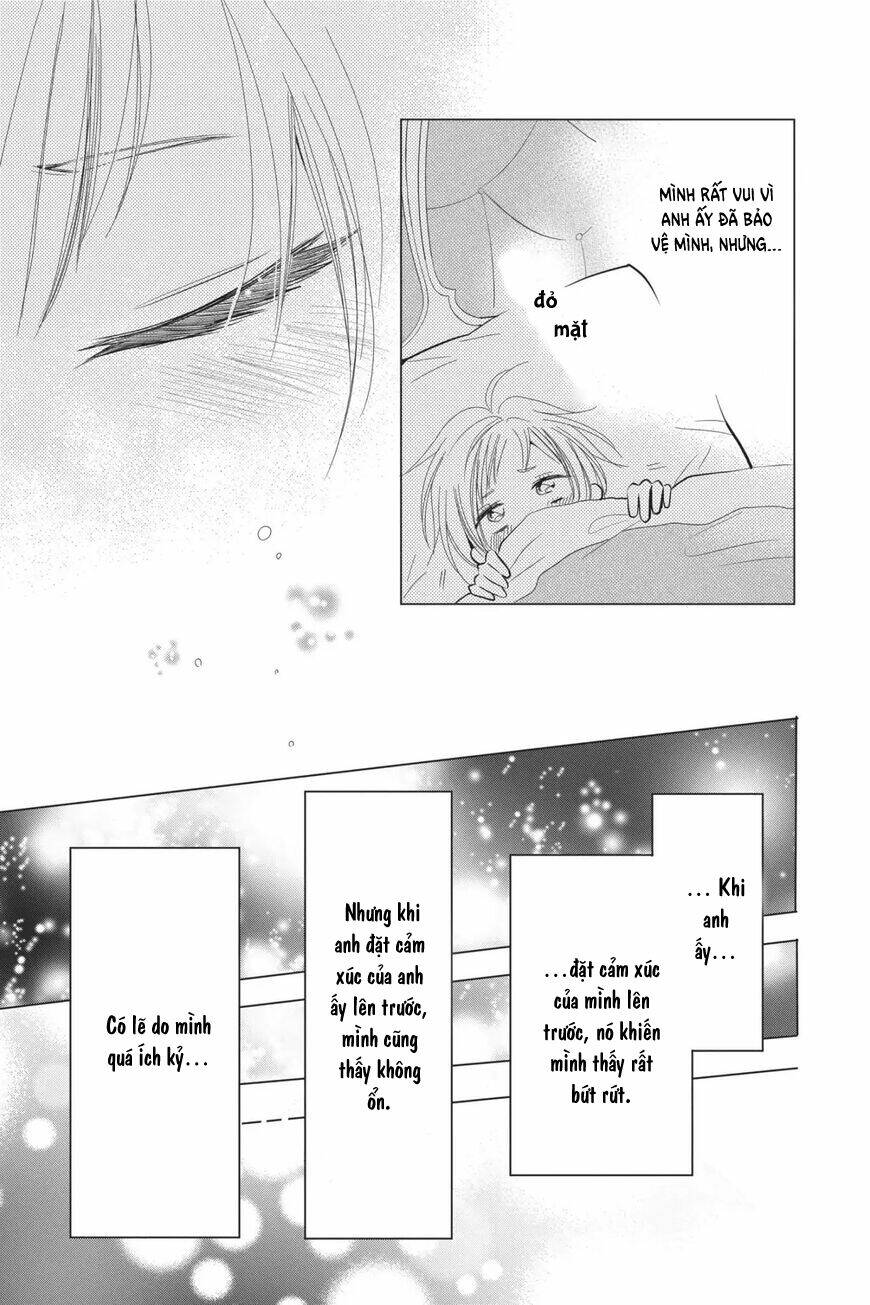 MÌNH RẤT VUI VÌ
ANH ẤY ĐÃ BẢO
VỆ MÌNH, NHƯNG...
đỏ
mặt
... Khi
anh
ấy...
...đặt cảm xúc
của mình lên
trước, nó khiến
mình thấy rất
bứt rứt.
Nhưng khi
anh đặt cảm
xúc của anh
ấy lên trước,
mình cũng
thấy không
ổn.
Có lẽ do mình
quá ích kỷ...